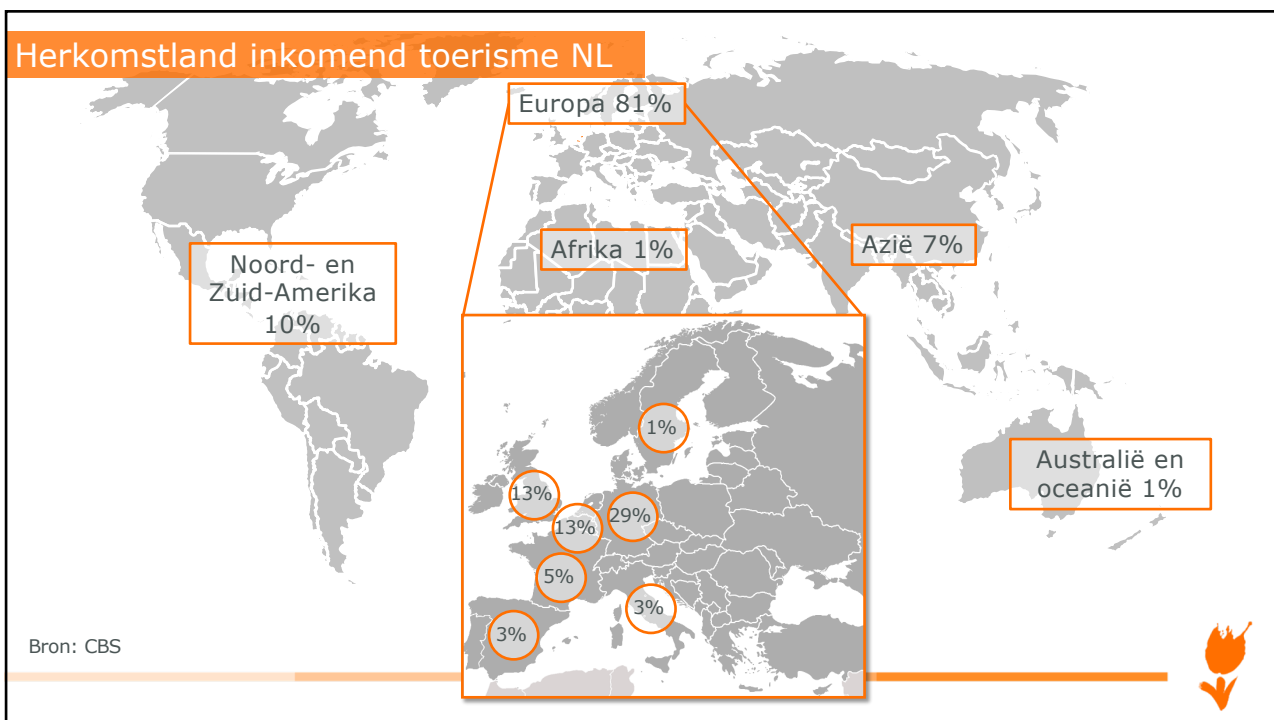 Herkomstland inkomend toerisme NL
Europa 81%
Afrika 1%
Azië 7%
Noord- en
Zuid-Amerika
10%
1%
13%
13%
29%
5%
3%
3%
Australië en
oceanië 1%
Bron: CBS